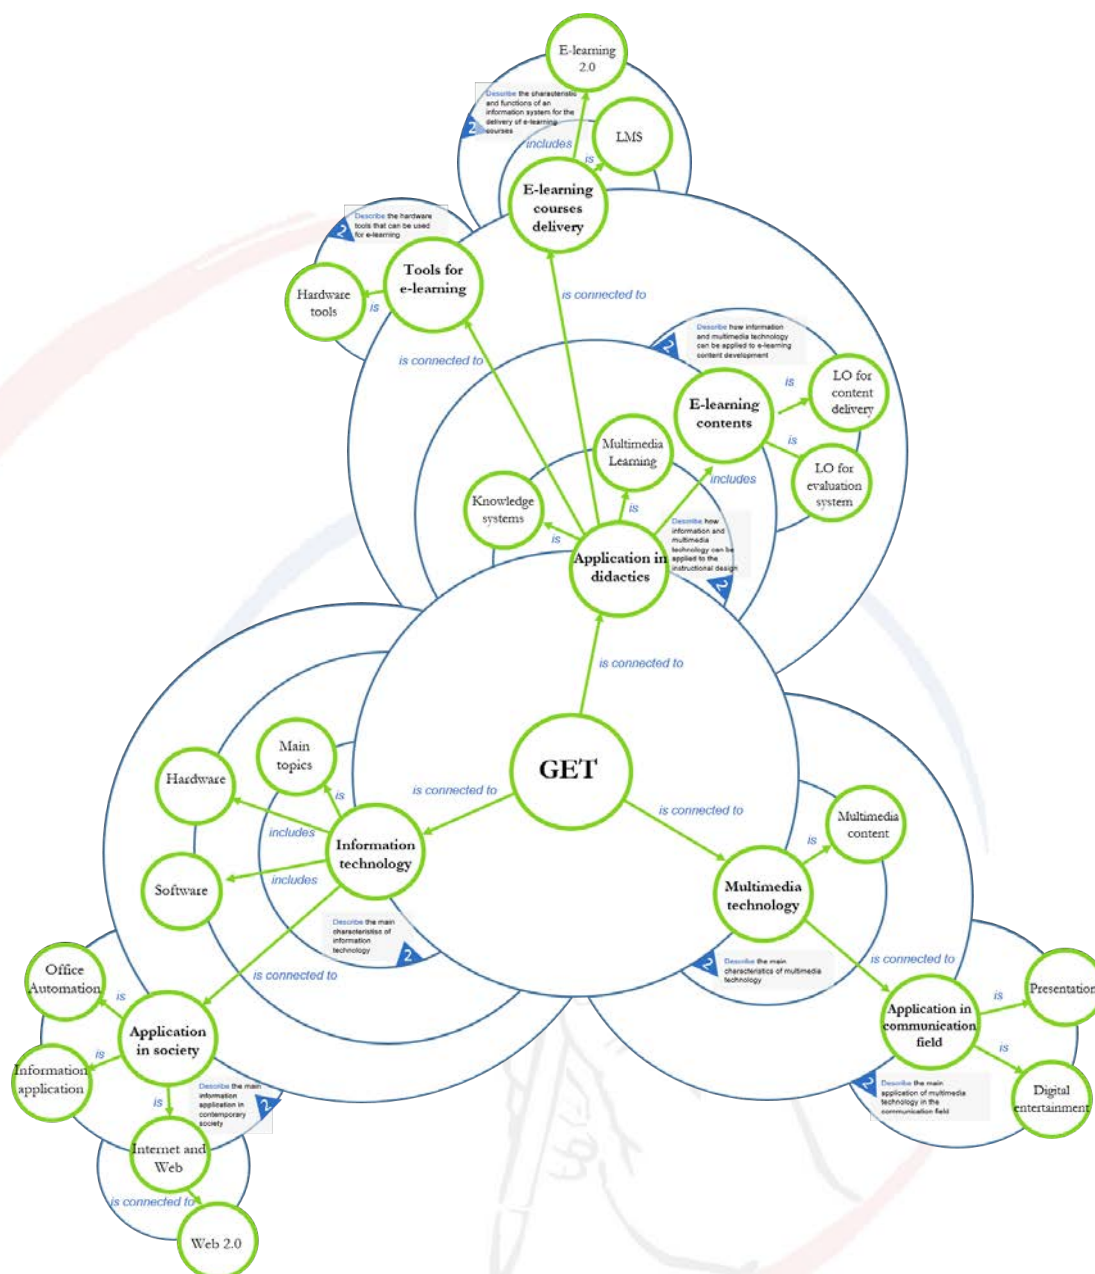 E-learning
2.0
Describe the characteristic
and functions of an
information system for the
delivery of e-learning
courses
2
includes
is
LMS
E-learning
courses
delivery
Describe the hardware
tools that can be used
for e-learning
2
Tools for
e-learning
Hardware
tools
is
is connected to
is connected to
Describe how information
and multimedia technology
can be applied to e-learning
content development
2
E-learning
contents
is
LO for
content
delivery
is
LO for
evaluation
system
Multimedia
Learning
includes
Knowledge
systems
is
is
Describe how
information and
multimedia
technology can be
applied to the
instructional design
2
Application in
didactics
is connected to
GET
Main
topics
Hardware
is
is connected to
includes
Information
technology
includes
Software
Describe the main
characteristics of
information
technology
2
is connected to
is connected to
Multimedia
content
is
Multimedia
technology
Describe the main
characteristics of multimedia
technology
2
is connected to
Application in
communication
field
is
Presentation
is
Digital
entertainment
Describe the main
application of multimedia
technology in the
communication field
2
Office
Automation
is
Application
in society
Information
application
is
is
Describe the main
information
application in
contemporary
society
2
Internet and
Web
is connected to
Web 2.0